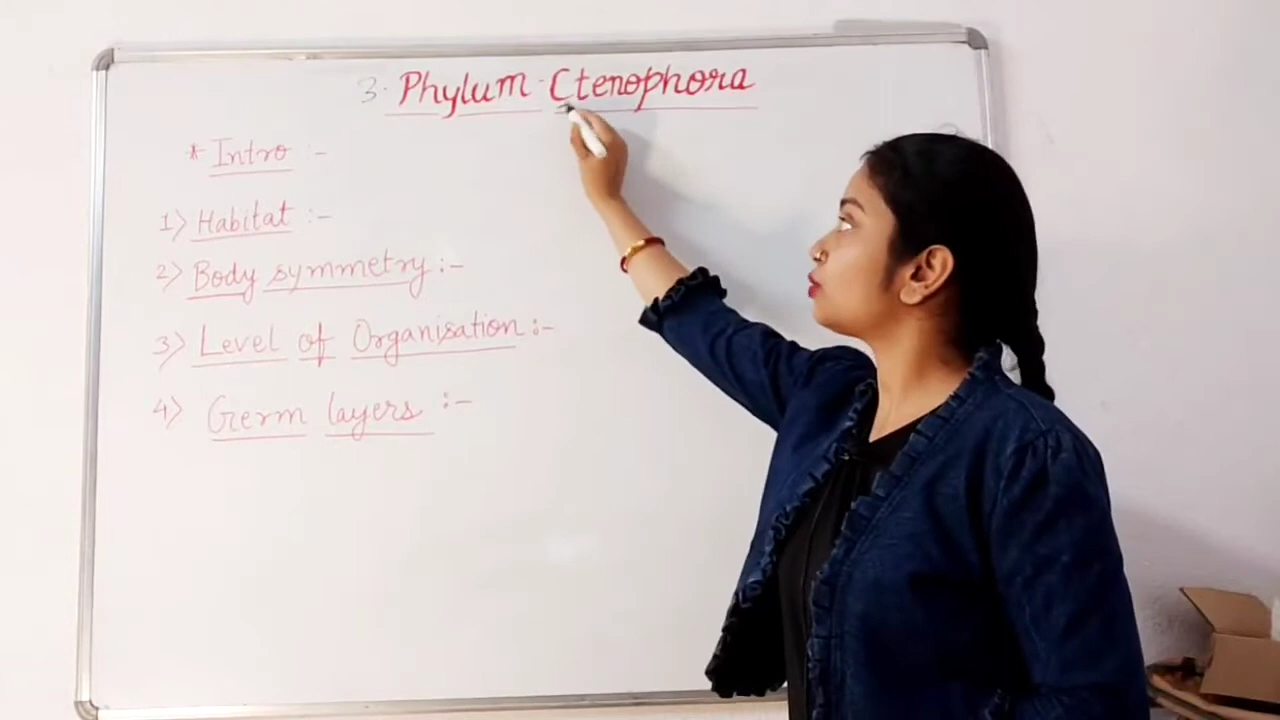 3. Phylum - Ctenophora
* Intro :-
1) Habitat :-
2) Body symmetry :-
3) Level of Organisation :-
4) Germ layers :-